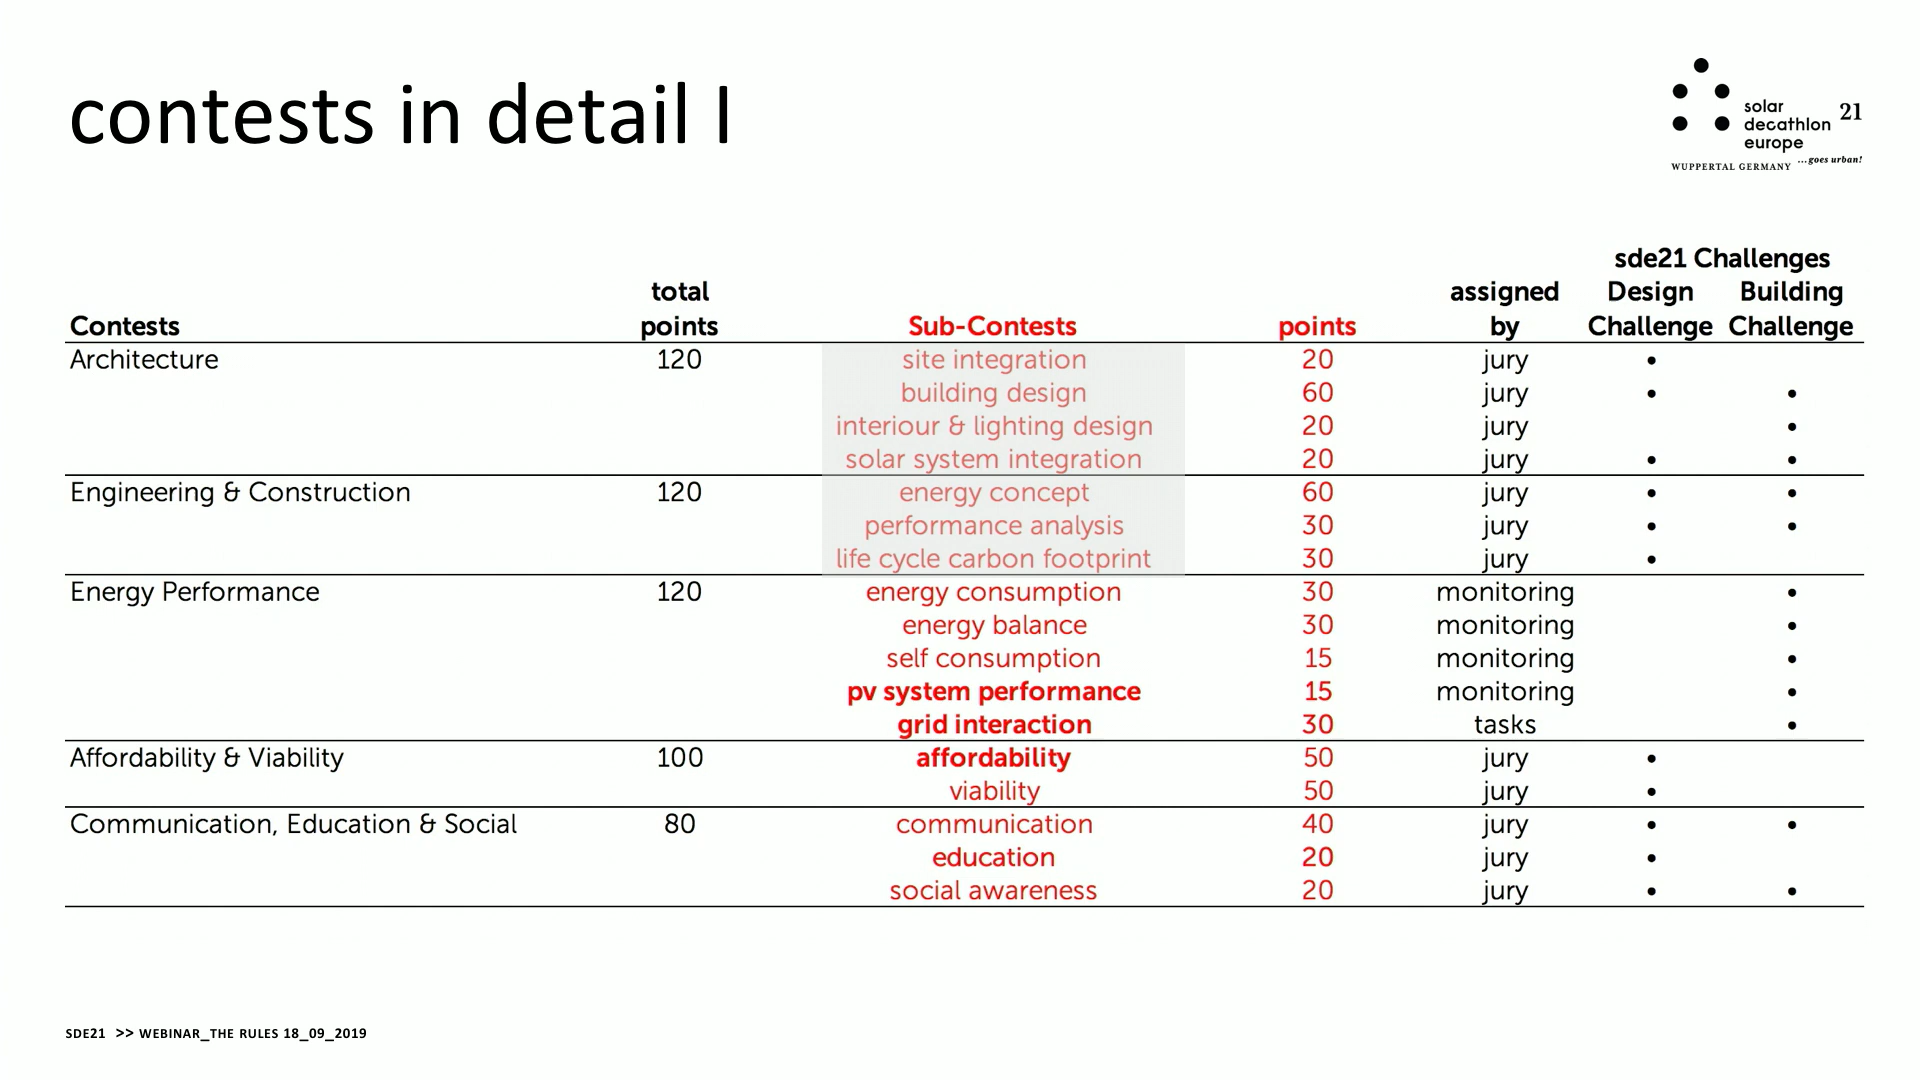 contests in detail I
solar
decathlon 21
europe
...goes urban!
WUPPERTAL GERMANY
sde21 Challenges
total assigned Design Building
Contests points Sub-Contests points by Challenge Challenge
Architecture 120 site integration 20 jury •
building design 60 jury • •
interiour & lighting design 20 jury •
solar system integration 20 jury • •
Engineering & Construction 120 energy concept 60 jury • •
performance analysis 30 jury • •
life cycle carbon footprint 30 jury •
Energy Performance 120 energy consumption 30 monitoring •
energy balance 30 monitoring •
self consumption 15 monitoring •
pv system performance 15 monitoring •
grid interaction 30 tasks •
Affordability & Viability 100 affordability 50 jury •
viability 50 jury •
Communication, Education & Social 80 communication 40 jury • •
education 20 jury •
social awareness 20 jury • •
SDE21 >> WEBINAR_THE RULES 18_09_2019